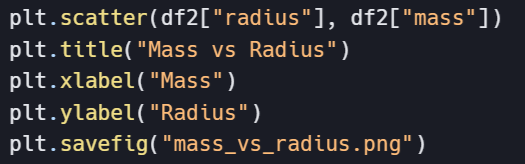 plt.scatter(df2["radius"], df2["mass"])
plt.title("Mass vs Radius")
plt.xlabel("Mass")
plt.ylabel("Radius")
plt.savefig("mass_vs_radius.png")